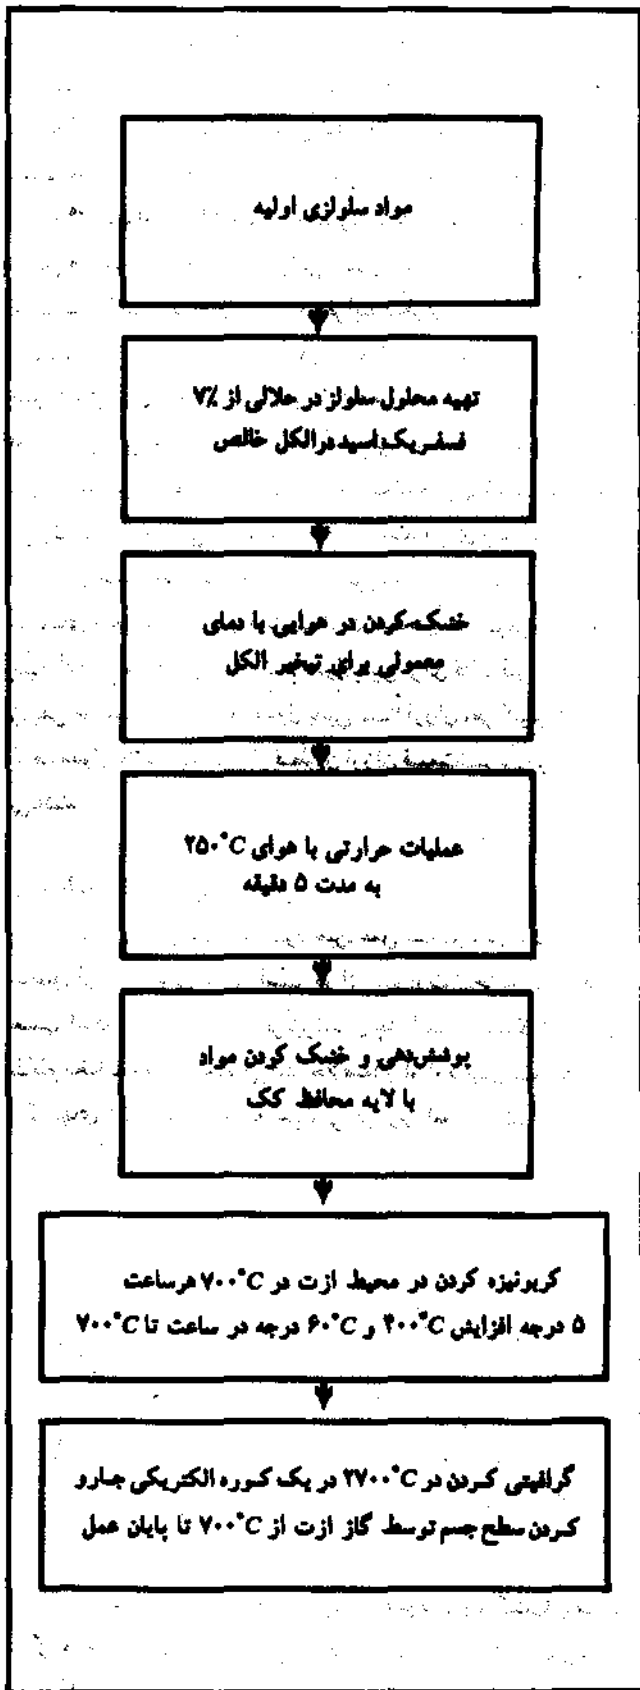 مواد سلولزی اولیه
تهیه محلول سلولز در حلالی از ۷٪
فسفریک اسید در الکل خالص
خشک کردن در هوایی با دمای
معمولی برای تبخیر الکل
عملیات حرارتی با هوای ۲۵۰°C
به مدت ۵ دقیقه
پوشش‌دهی و خشک کردن مواد
با لایه محافظ کک
کربونیزه کردن در محیط ازت در ۷۰۰°C هرساعت
۵ درجه افزایش ۴۰۰°C و ۶۰°C درجه در ساعت تا ۷۰۰°C
گرافیتی کردن در ۲۷۰۰°C در یک کوره الکتریکی جارو
کردن سطح جسم توسط گاز ازت از ۷۰۰°C تا پایان عمل